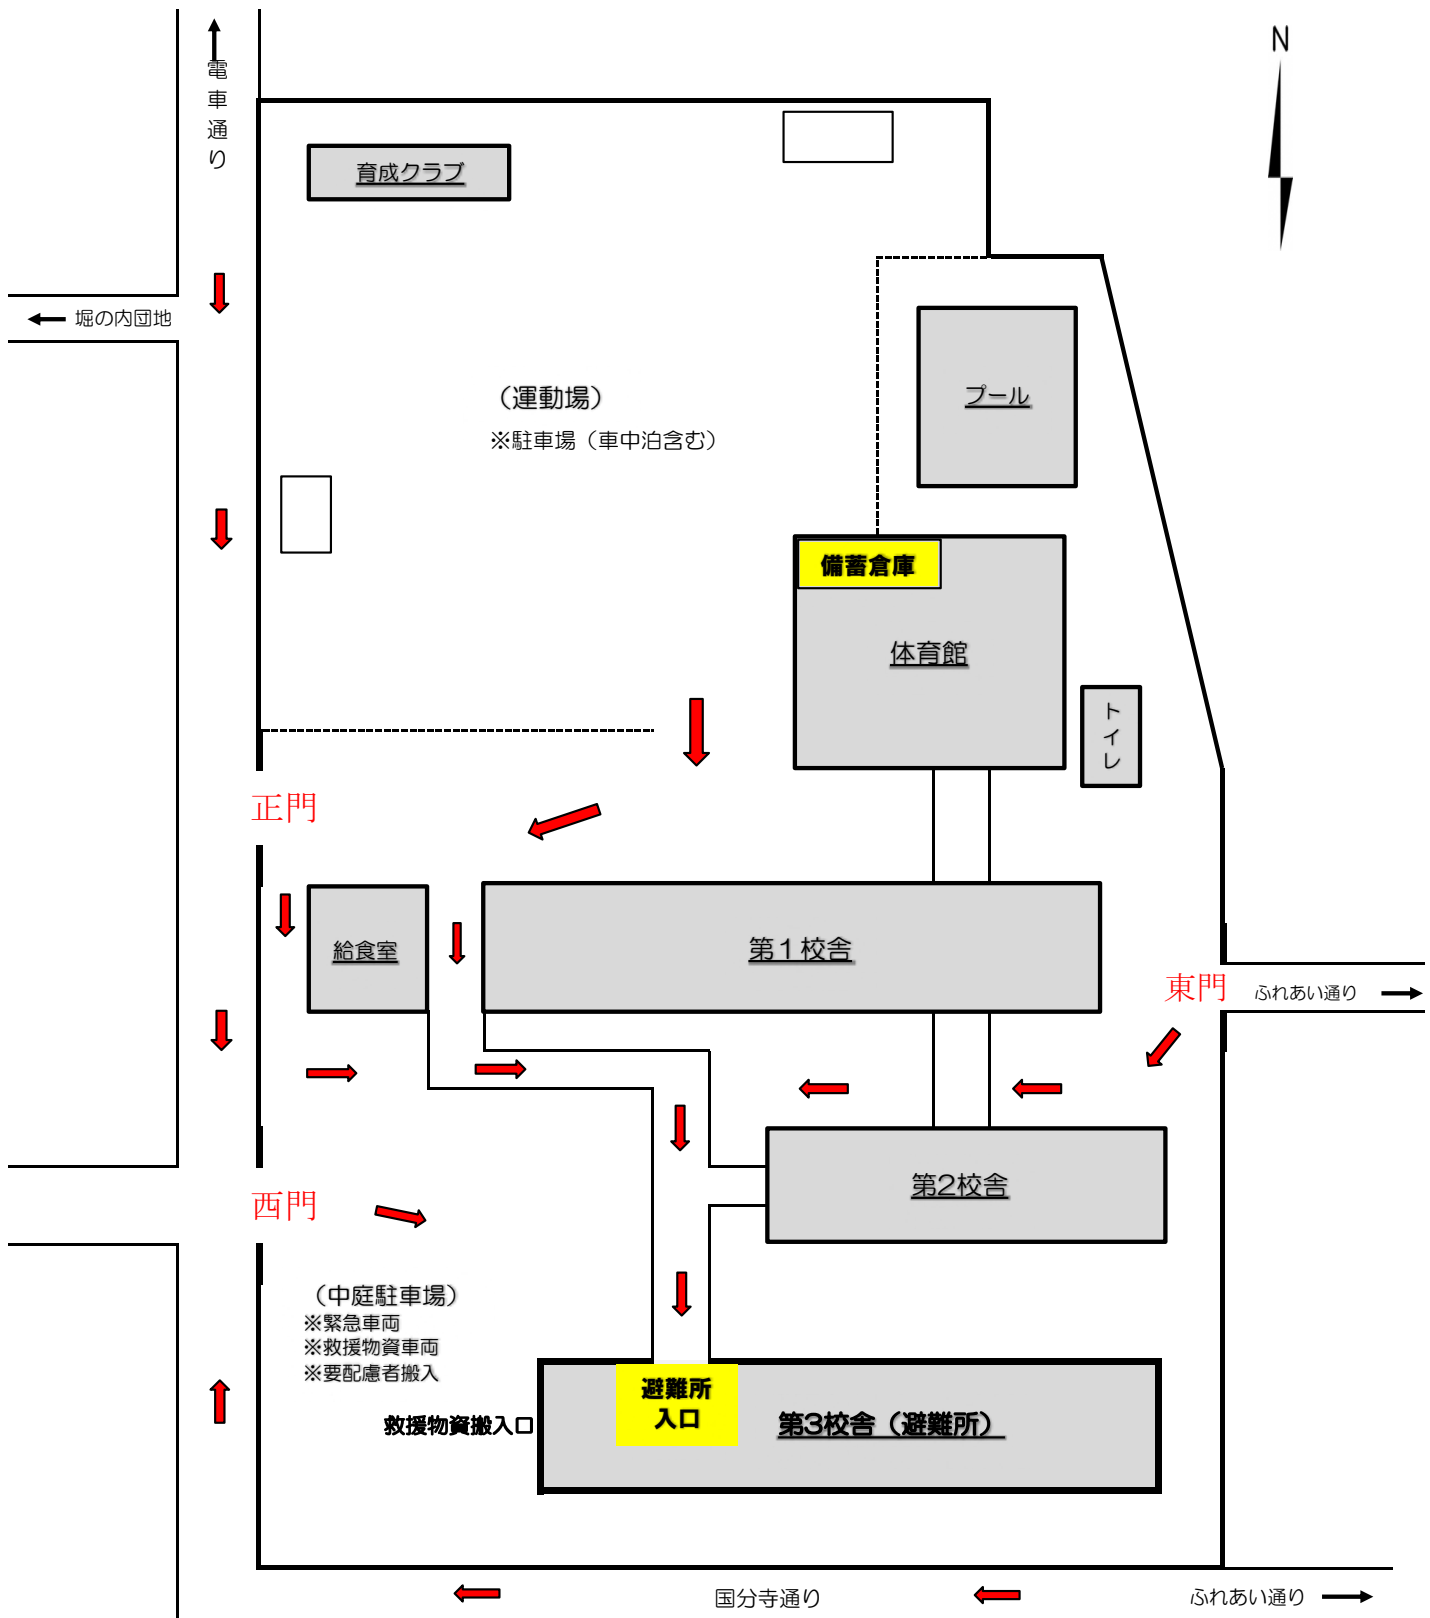 N
電車通り
育成クラブ
堀の内団地
（運動場）
※駐車場（車中泊含む）
プール
備蓄倉庫
体育館
トイレ
正門
給食室
第１校舎
東門
ふれあい通り
第2校舎
西門
（中庭駐車場）
※緊急車両
※救援物資車両
※要配慮者搬入
避難所
入口
救援物資搬入口
第3校舎（避難所）
国分寺通り
ふれあい通り